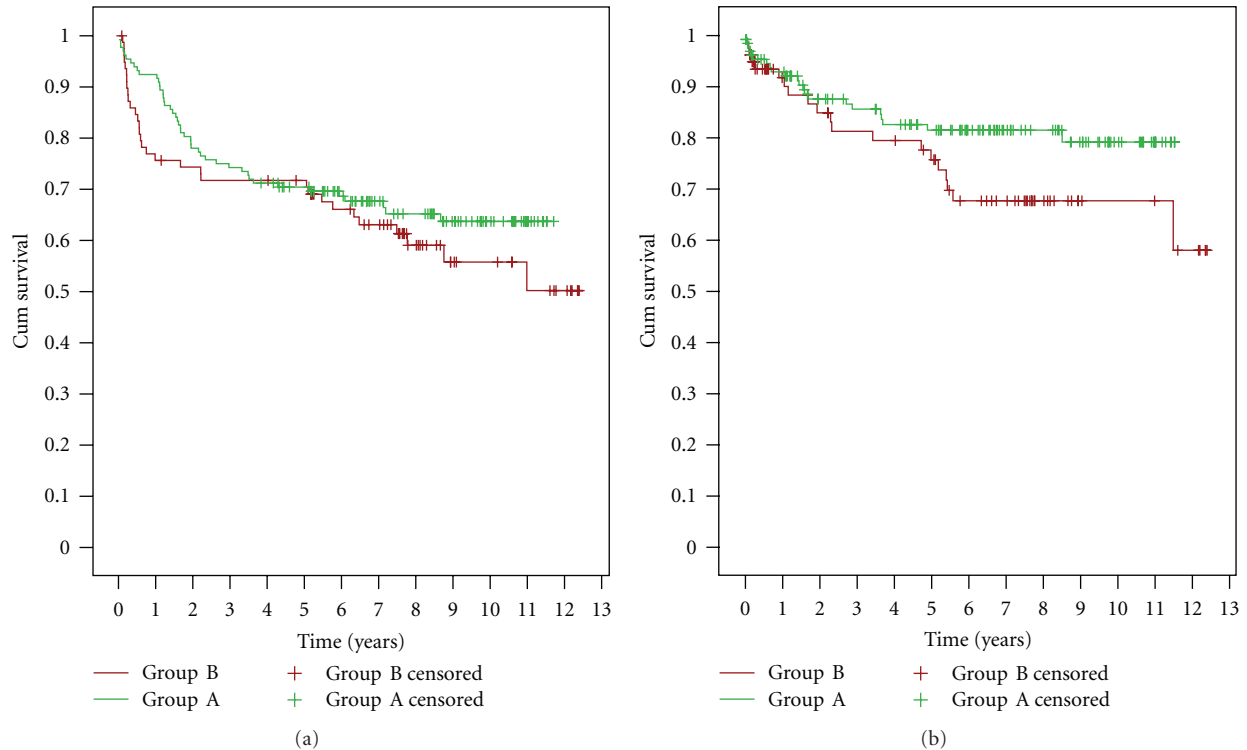 1
0.9
0.8
0.7
0.6
0.5
0.4
0.3
0.2
0.1
0
Cum survival
0 1 2 3 4 5 6 7 8 9 10 11 12 13
Time (years)
Group B
Group B censored
Group A
Group A censored
(a)
1
0.9
0.8
0.7
0.6
0.5
0.4
0.3
0.2
0.1
0
Cum survival
0 1 2 3 4 5 6 7 8 9 10 11 12 13
Time (years)
Group B
Group B censored
Group A
Group A censored
(b)